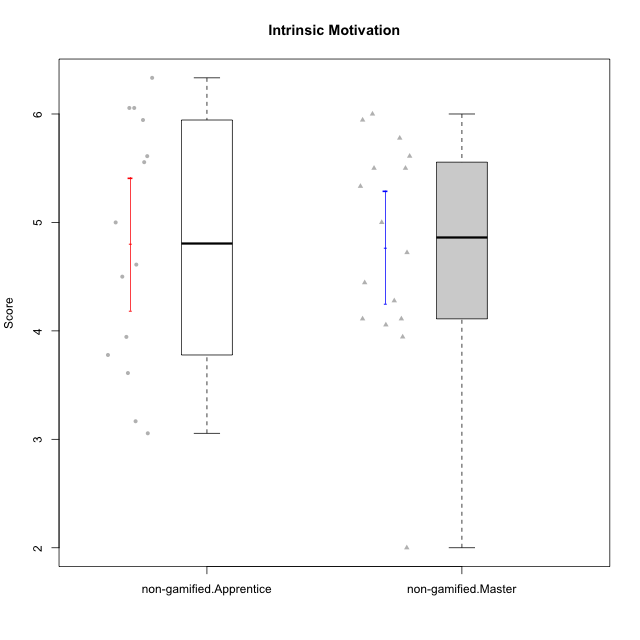 Intrinsic Motivation
Score
6
5
4
3
2
non-gamified.Apprentice
non-gamified.Master